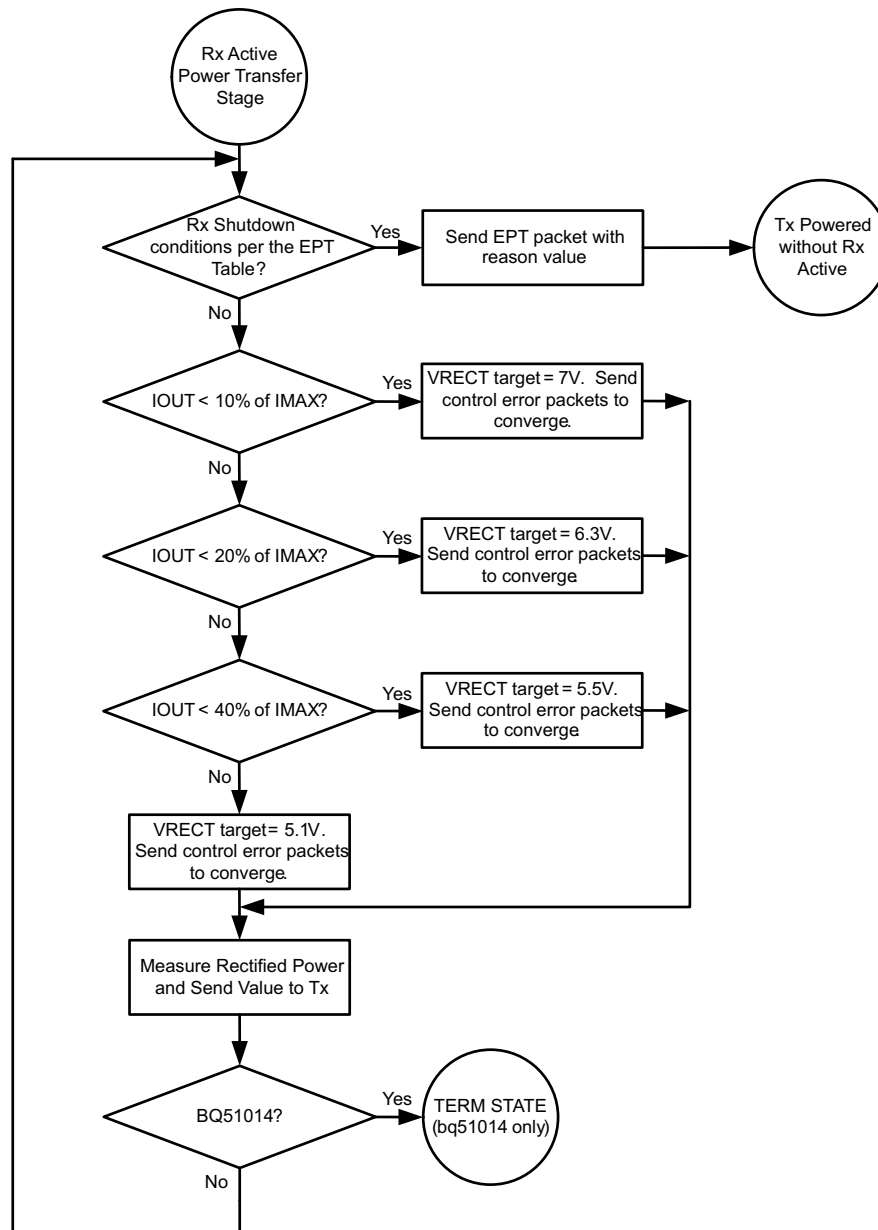 Rx Active
Power Transfer
Stage
Rx Shutdown
conditions per the EPT
Table?
Yes
Send EPT packet with
reason value
Tx Powered
without Rx
Active
No
IOUT < 10% of IMAX?
Yes
VRECT target = 7V. Send
control error packets to
converge.
No
IOUT < 20% of IMAX?
Yes
VRECT target = 6.3V.
Send control error packets
to converge.
No
IOUT < 40% of IMAX?
Yes
VRECT target = 5.5V.
Send control error packets
to converge.
No
VRECT target = 5.1V.
Send control error packets
to converge.
Measure Rectified Power
and Send Value to Tx
BQ51014?
Yes
TERM STATE
(bq51014 only)
No